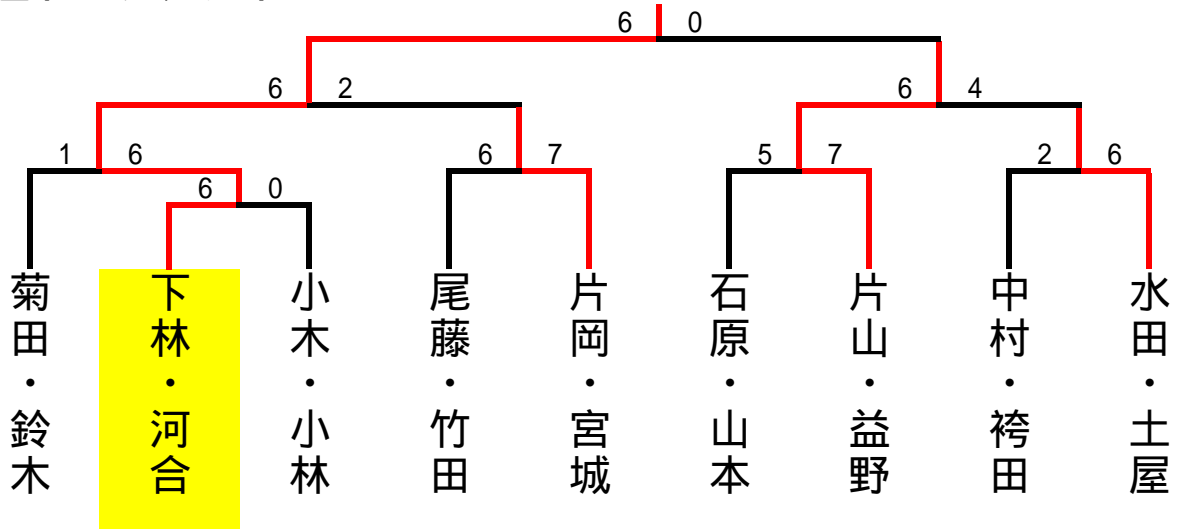 6 0
6 2 6 4
1 6 6 7 5 7 2 6
6 0
菊田・鈴木
下林・河合
小木・小林
尾藤・竹田
片岡・宮城
石原・山本
片山・益野
中村・袴田
水田・土屋